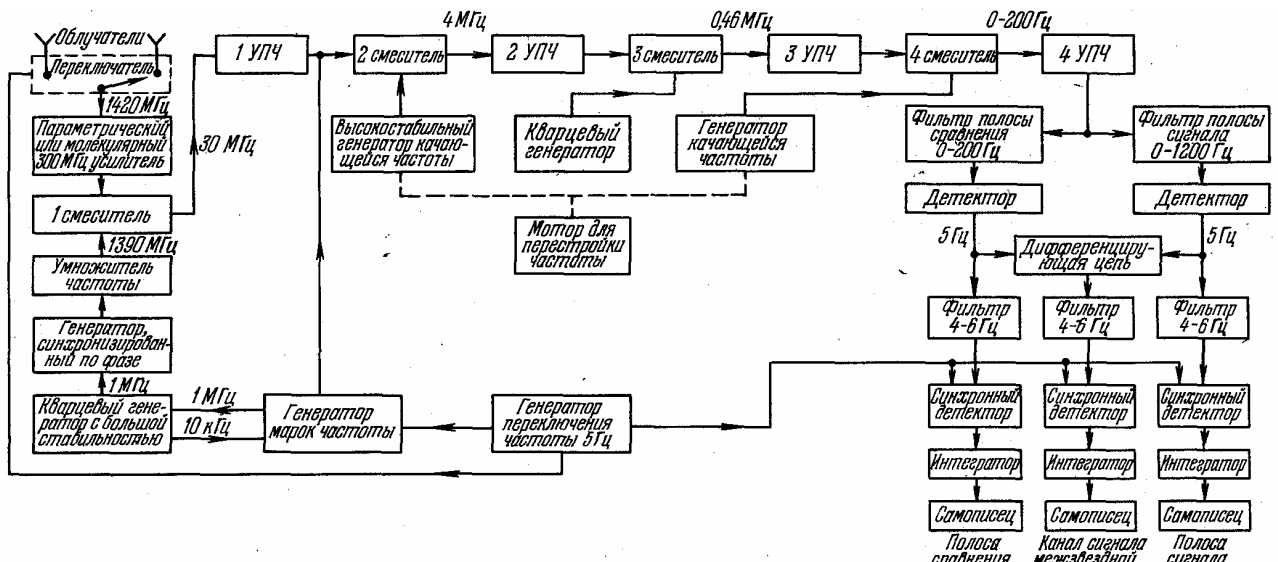 Облучатели
Переключатель
1420 МГц
Параметрический
или молекулярный
300 МГц усилитель
1 смеситель
1390 МГц
Умножитель
частоты
Генератор,
синхронизирован-
ный по фазе
1 МГц
Кварцевый гене-
ратор с большой
стабильностью
30 МГц
1 УПЧ
2 смеситель
4 МГц
2 УПЧ
3 смеситель
0,46 МГц
3 УПЧ
4 смеситель
0-200 Гц
4 УПЧ
Высокостабильный
генератор качаю-
щейся частоты
Кварцевый
генератор
Генератор
качающейся
частоты
Мотор для
перестройки
частоты
1 МГц
10 кГц
Генератор
марок частоты
Генератор
переключения
частоты 5 Гц
Фильтр полосы
сравнения
0-200 Гц
Фильтр полосы
сигнала
0-1200 Гц
Детектор
Детектор
5 Гц
Дифференциру-
ющая цепь
5 Гц
Фильтр
4-6 Гц
Фильтр
4-6 Гц
Фильтр
4-6 Гц
Синхронный
детектор
Синхронный
детектор
Синхронный
детектор
Интегратор
Интегратор
Интегратор
Самописец
Самописец
Самописец
Полоса
сравнения
Канал сигнала
межзвездной
Полоса
сигнала